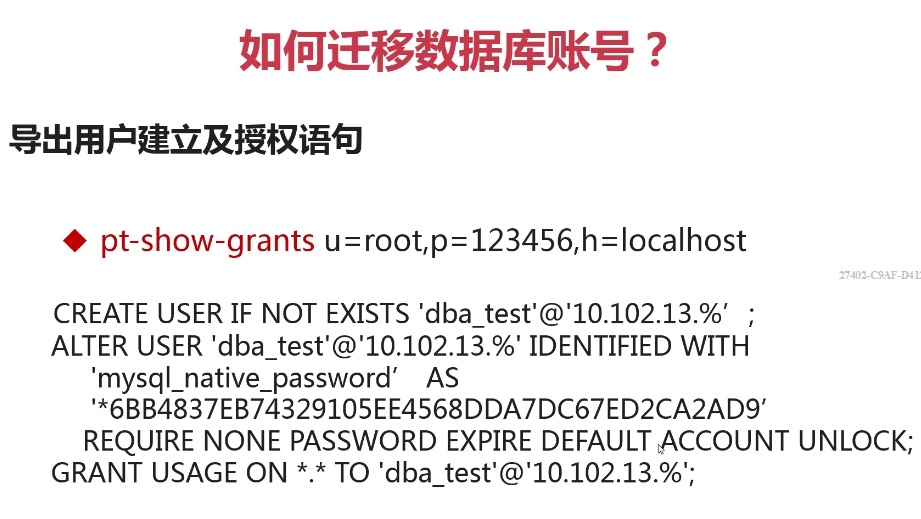 如何迁移数据库账号？
导出用户建立及授权语句
◆ pt-show-grants u=root,p=123456,h=localhost
27402-C9AF-D412
CREATE USER IF NOT EXISTS 'dba_test'@'10.102.13.%’ ;
ALTER USER 'dba_test'@'10.102.13.%' IDENTIFIED WITH
'mysql_native_password’ AS
'*6BB4837EB74329105EE4568DDA7DC67ED2CA2AD9’
REQUIRE NONE PASSWORD EXPIRE DEFAULT ACCOUNT UNLOCK;
GRANT USAGE ON *.* TO 'dba_test'@'10.102.13.%';